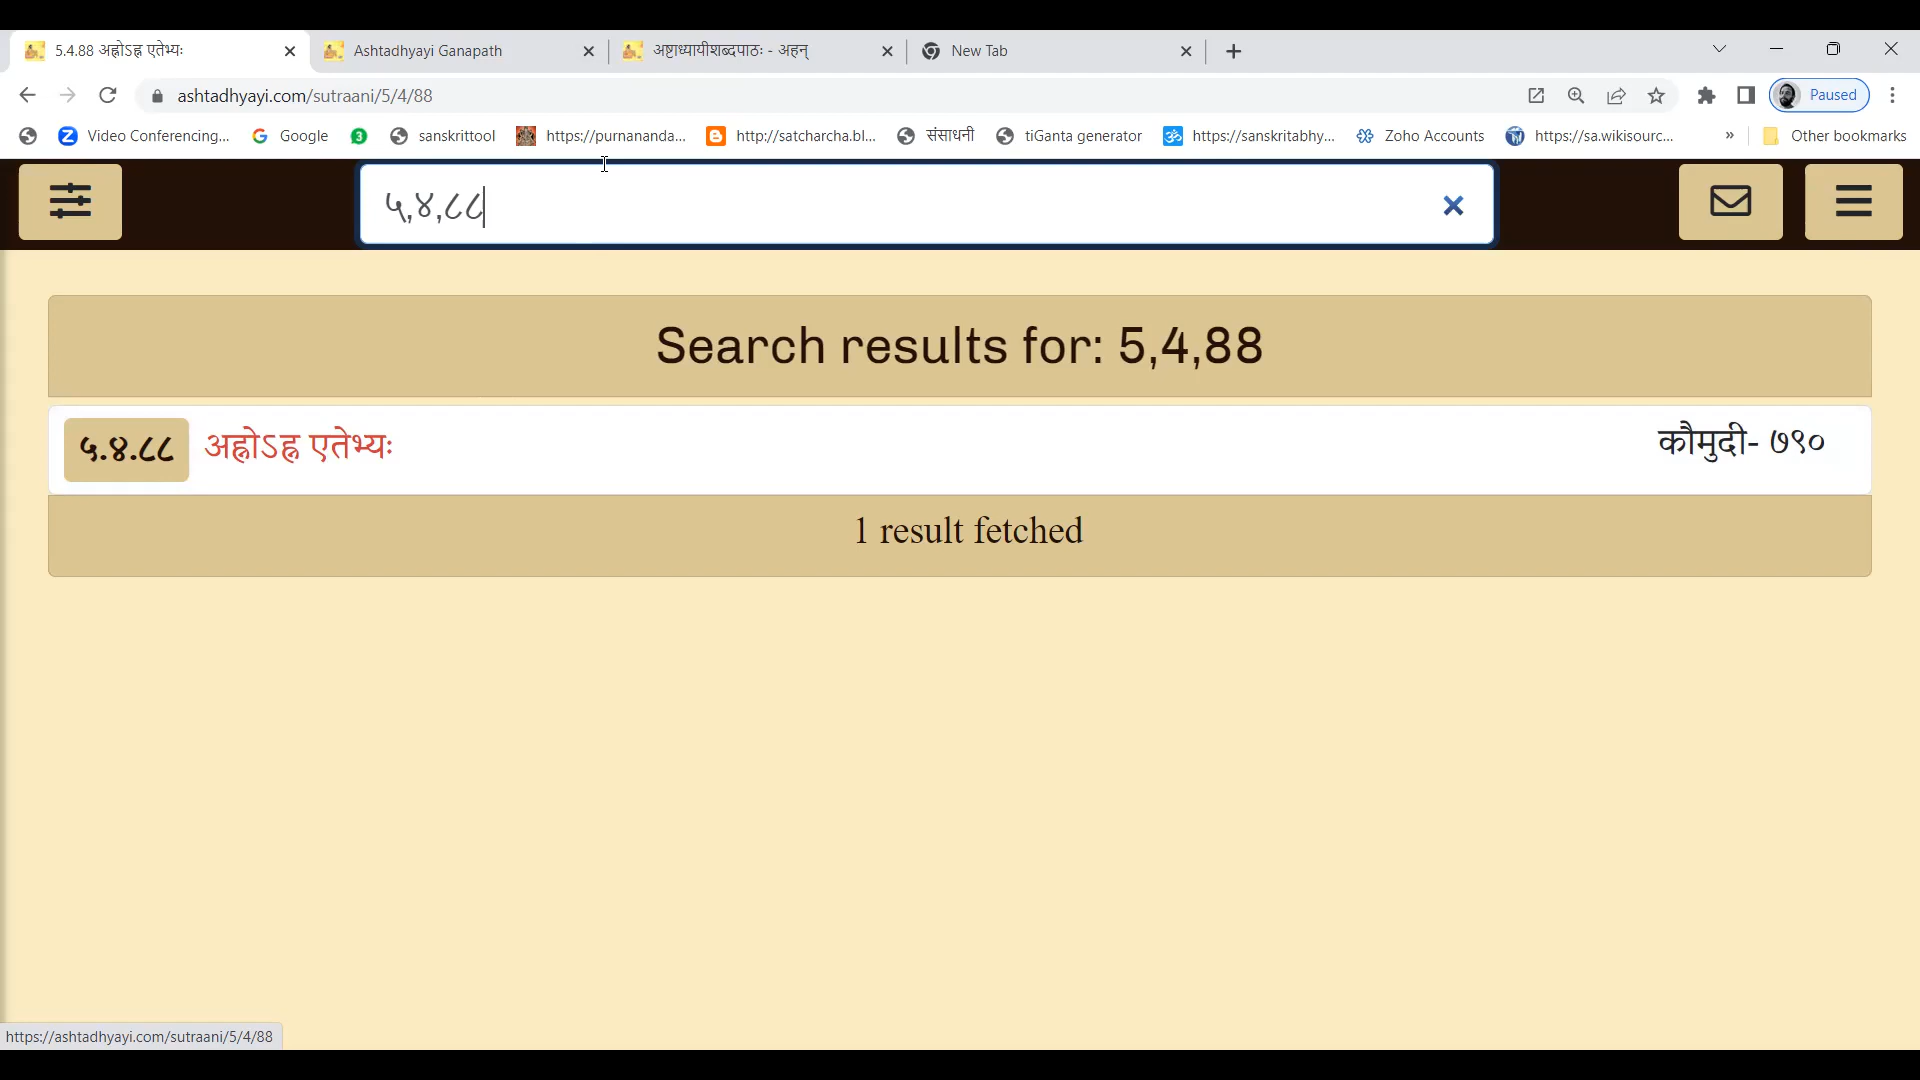 5.4.88 अह्नोऽह्न एतेभ्यः
Ashtadhyayi Ganapath
अष्टाध्यायीशब्दपाठः - अहन्
New Tab
ashtadhyayi.com/sutraani/5/4/88
Paused
Video Conferencing...
Google
3
sanskrittool
https://purnananda...
http://satcharcha.bl...
संसाधनी
tiGanta generator
https://sanskritabhy...
Zoho Accounts
https://sa.wikisourc...
»
Other bookmarks
५,४,८८
Search results for: 5,4,88
५.४.८८ अह्नोऽह्न एतेभ्यः
कौमुदी- ७९०
1 result fetched
https://ashtadhyayi.com/sutraani/5/4/88